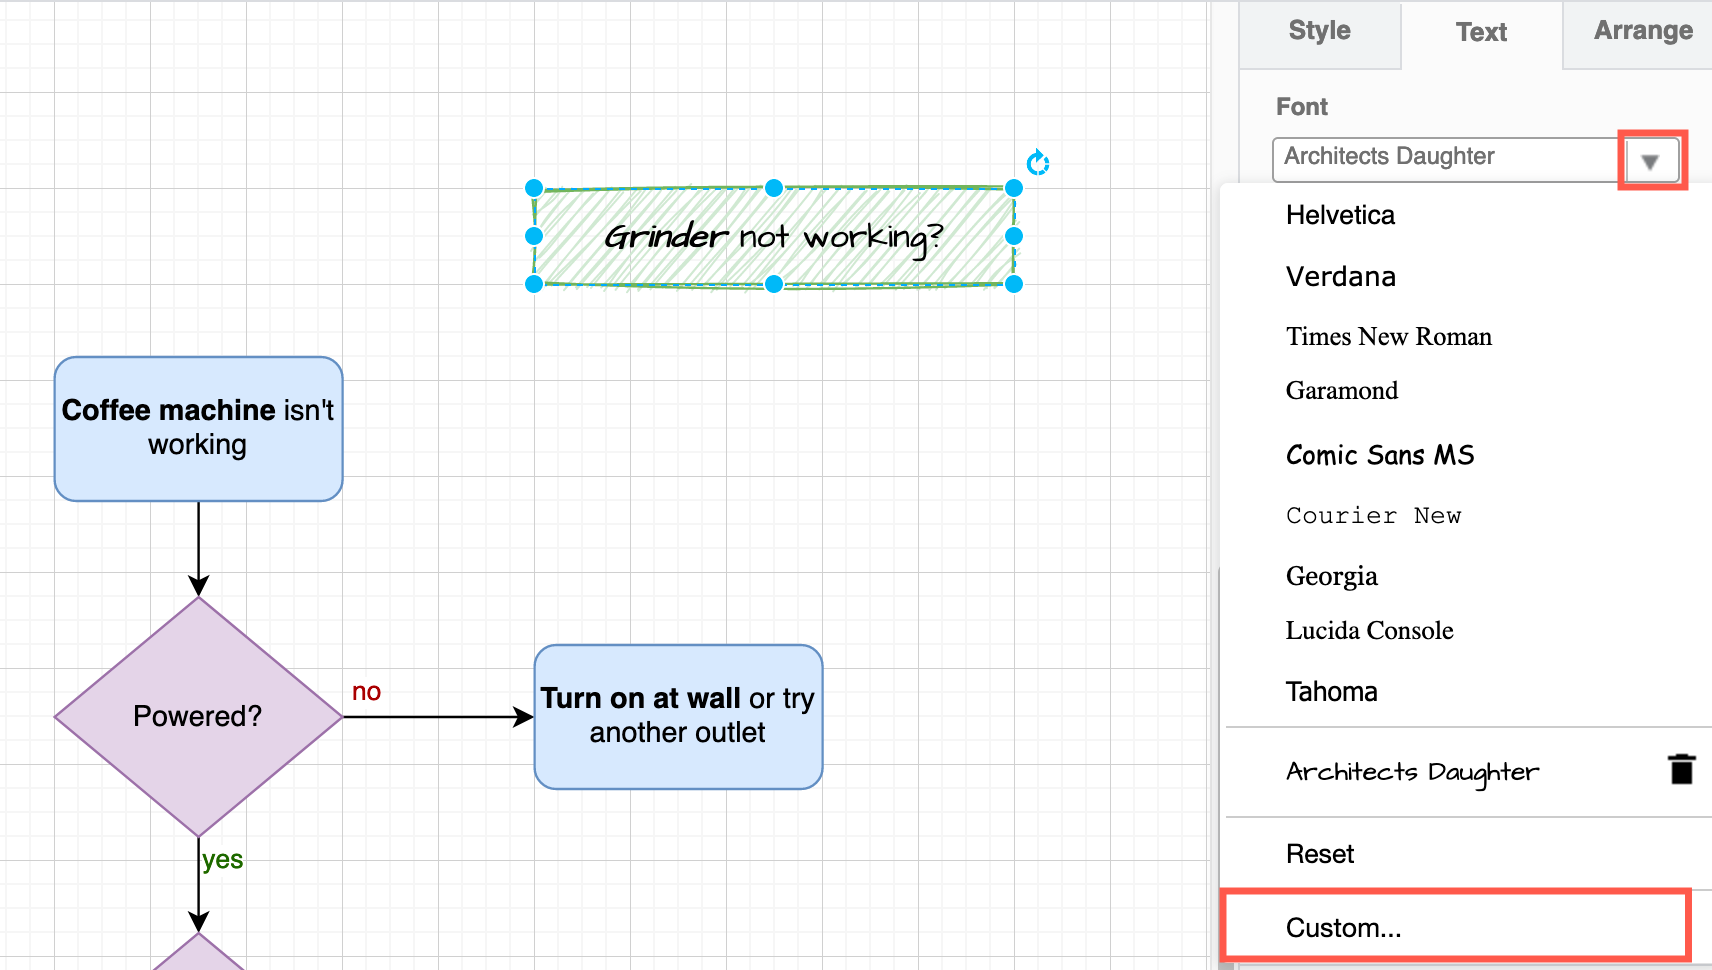 Style
Text
Arrange
Font
Architects Daughter
Helvetica
Verdana
Times New Roman
Garamond
Comic Sans MS
Courier New
Georgia
Lucida Console
Tahoma
Architects Daughter
Reset
Custom...
Grinder not working?
Coffee machine isn't
working
Powered?
no
Turn on at wall or try
another outlet
yes